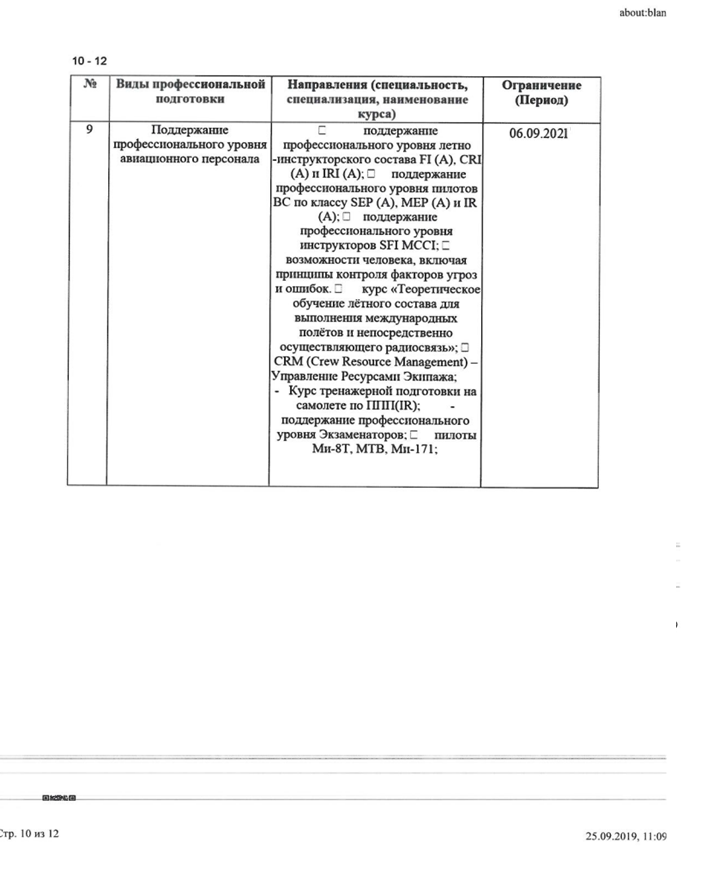 about:blan
10 - 12
№
Виды профессиональной
подготовки
Направления (специальность,
специализация, наименование
курса)
Ограничение
(Период)
9
Поддержание
профессионального уровня
авиационного персонала
□ поддержание
профессионального уровня летно
-инструкторского состава FI (A), CRI
(A) и IRI (A); □ поддержание
профессионального уровня пилотов
ВС по классу SEP (A), MEP (A) и IR
(A); □ поддержание
профессионального уровня
инструкторов SFI MCCI; □
возможности человека, включая
принципы контроля факторов угроз
и ошибок. □ курс «Теоретическое
обучение лётного состава для
выполнения международных
полётов и непосредственно
осуществляющего радиосвязь»; □
CRM (Crew Resource Management) –
Управление Ресурсами Экипажа;
- Курс тренажерной подготовки на
самолете по ППП(IR); -
поддержание профессионального
уровня Экзаменаторов; □ пилоты
Ми-8Т, МТВ, Ми-171;
06.09.2021
Стр. 10 из 12
25.09.2019, 11:09